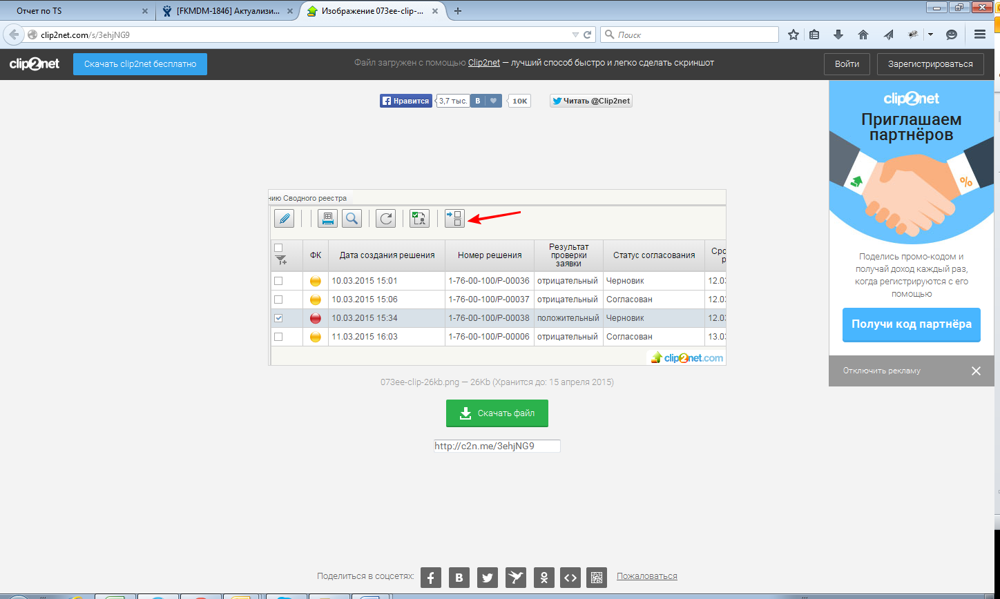 Отчет по TS
[FKMDM-1846] Актуализи...
Изображение 073ee-clip-...
clip2net.com/s/3ehjNG9
Поиск
clip2net
Скачать clip2net бесплатно
Файл загружен с помощью Clip2net — лучший способ быстро и легко сделать скриншот
Войти
Зарегистрироваться
Нравится
3,7 тыс.
В
10K
Читать @Clip2net
clip2net
Приглашаем
партнёров
%
Поделись промо-кодом и
получай доход каждый раз,
когда регистрируются с его
помощью
Получи код партнёра
Отключить рекламу
нию Сводного реестра
ФК
Дата создания решения
Номер решения
Результат
проверки
заявки
Статус согласования
Сро
р
10.03.2015 15:01 1-76-00-100/Р-00036 отрицательный Черновик 12.03
10.03.2015 15:06 1-76-00-100/Р-00037 отрицательный Согласован 12.03
10.03.2015 15:34 1-76-00-100/Р-00038 положительный Черновик 12.03
11.03.2015 16:03 1-76-00-100/Р-00006 отрицательный Согласован 13.03
clip2net.com
073ee-clip-26kb.png — 26Kb (Хранится до: 15 апреля 2015)
Скачать файл
http://c2n.me/3ehjNG9
Поделиться в соцсетях:
f
В
Пожаловаться